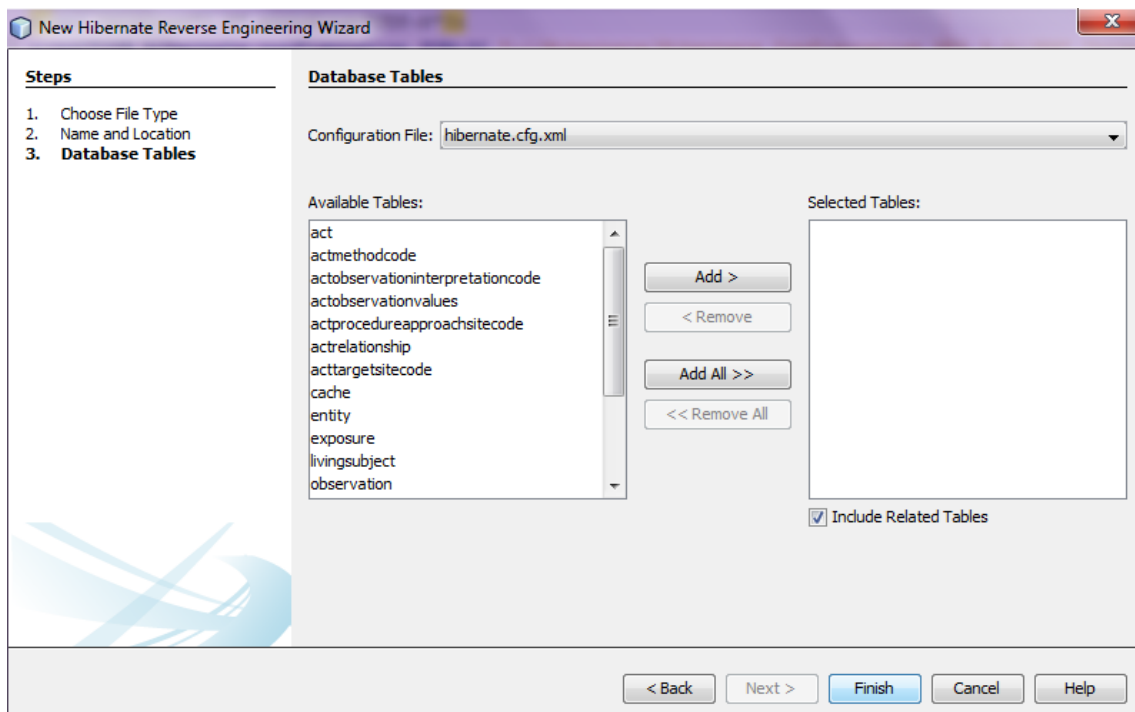 New Hibernate Reverse Engineering Wizard
Steps
1. Choose File Type
2. Name and Location
3. Database Tables
Database Tables
Configuration File: hibernate.cfg.xml
Available Tables:
act
actmethodcode
actobservationinterpretationcode
actobservationvalues
actprocedureapproachsitecode
actrelationship
acttargetsitecode
cache
entity
exposure
livingsubject
observation
Add >
< Remove
Add All >>
<< Remove All
Selected Tables:
Include Related Tables
< Back
Next >
Finish
Cancel
Help